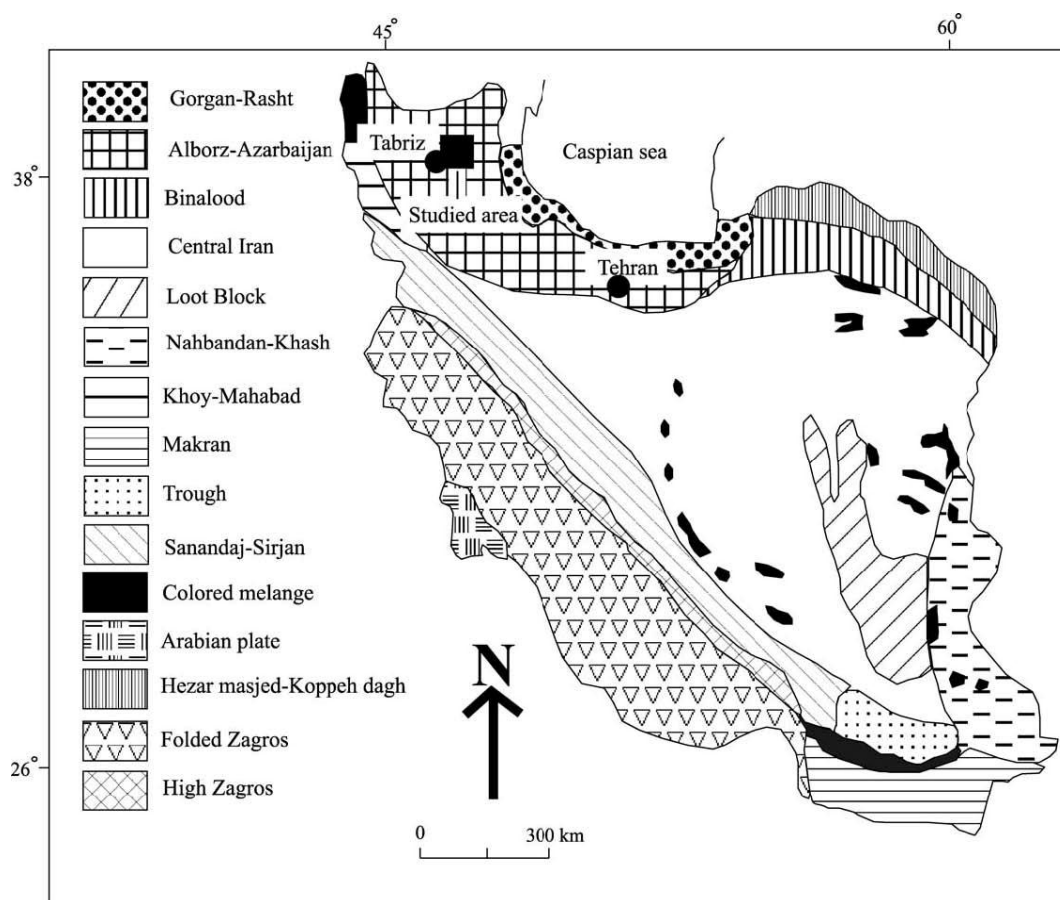 45°
60°
38°
26°
Gorgan-Rasht
Alborz-Azarbaijan
Binalood
Central Iran
Loot Block
Nahbandan-Khash
Khoy-Mahabad
Makran
Trough
Sanandaj-Sirjan
Colored melange
Arabian plate
Hezar masjed-Koppeh dagh
Folded Zagros
High Zagros
Tabriz
Caspian sea
Studied area
Tehran
N
0
300 km